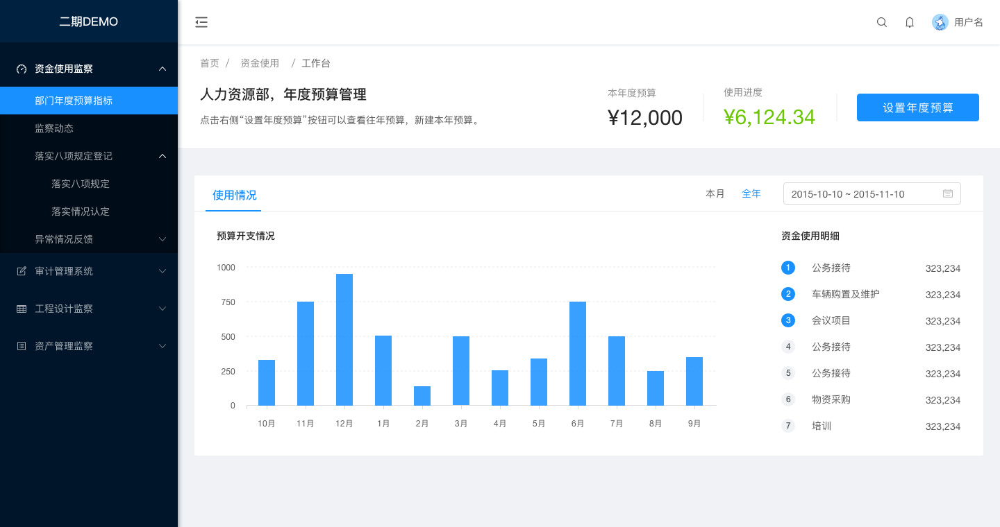 二期DEMO
资金使用监察
部门年度预算指标
监察动态
落实八项规定登记
落实八项规定
落实情况认定
异常情况反馈
审计管理系统
工程设计监察
资产管理监察
用户名
首页 / 资金使用 / 工作台
人力资源部，年度预算管理
点击右侧“设置年度预算”按钮可以查看往年预算，新建本年预算。
本年度预算
¥12,000
使用进度
¥6,124.34
设置年度预算
使用情况
本月 全年 2015-10-10 ~ 2015-11-10
预算开支情况
1000
750
500
250
0
10月 11月 12月 1月 2月 3月 4月 5月 6月 7月 8月 9月
资金使用明细
1 公务接待 323,234
2 车辆购置及维护 323,234
3 会议项目 323,234
4 公务接待 323,234
5 公务接待 323,234
6 物资采购 323,234
7 培训 323,234